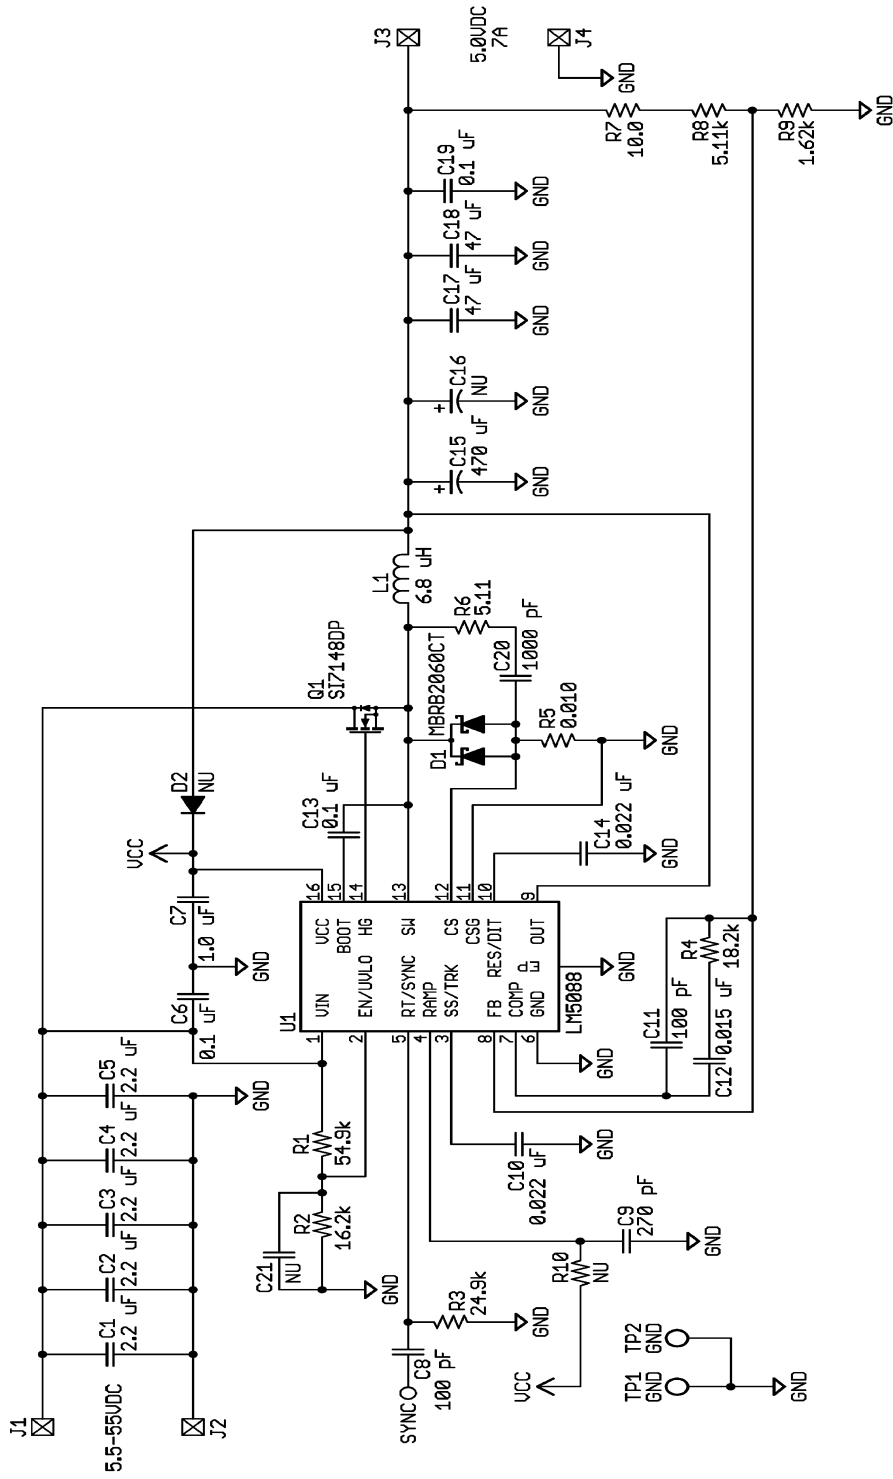 J1
5.5-55VDC
J2
C1
2.2 uF
C2
2.2 uF
C3
2.2 uF
C4
2.2 uF
C5
2.2 uF
GND
C6
0.1 uF
C7
1.0 uF
GND
VCC
D2
NU
Q1
SI7148DP
C13
0.1 uF
L1
6.8 uH
C15
470 uF
GND
C16
NU
GND
C17
47 uF
GND
C18
47 uF
GND
C19
0.1 uF
GND
J3
5.0VDC
7A
J4
GND
R7
10.0
R8
5.11k
R9
1.62k
GND
R6
5.11
C20
1000 pF
D1
MBRB2060CT
R5
0.010
GND
C14
0.022 uF
GND
U1
1 VIN VCC 16
BOOT 15
2 EN/UVLO HG 14
5 RT/SYNC SW 13
4 RAMP
3 SS/TRK CS 12
CSG 11
8 FB RES/DIT 10
7 COMP
6 GND EP OUT 9
LM5088
GND
GND
R1
54.9k
R2
16.2k
C21
NU
GND
SYNC
C8
100 pF
R3
24.9k
GND
C10
0.022 uF
GND
C11
100 pF
R4
18.2k
C12
0.015 uF
VCC
R10
NU
C9
270 pF
GND
TP1
GND
TP2
GND
GND